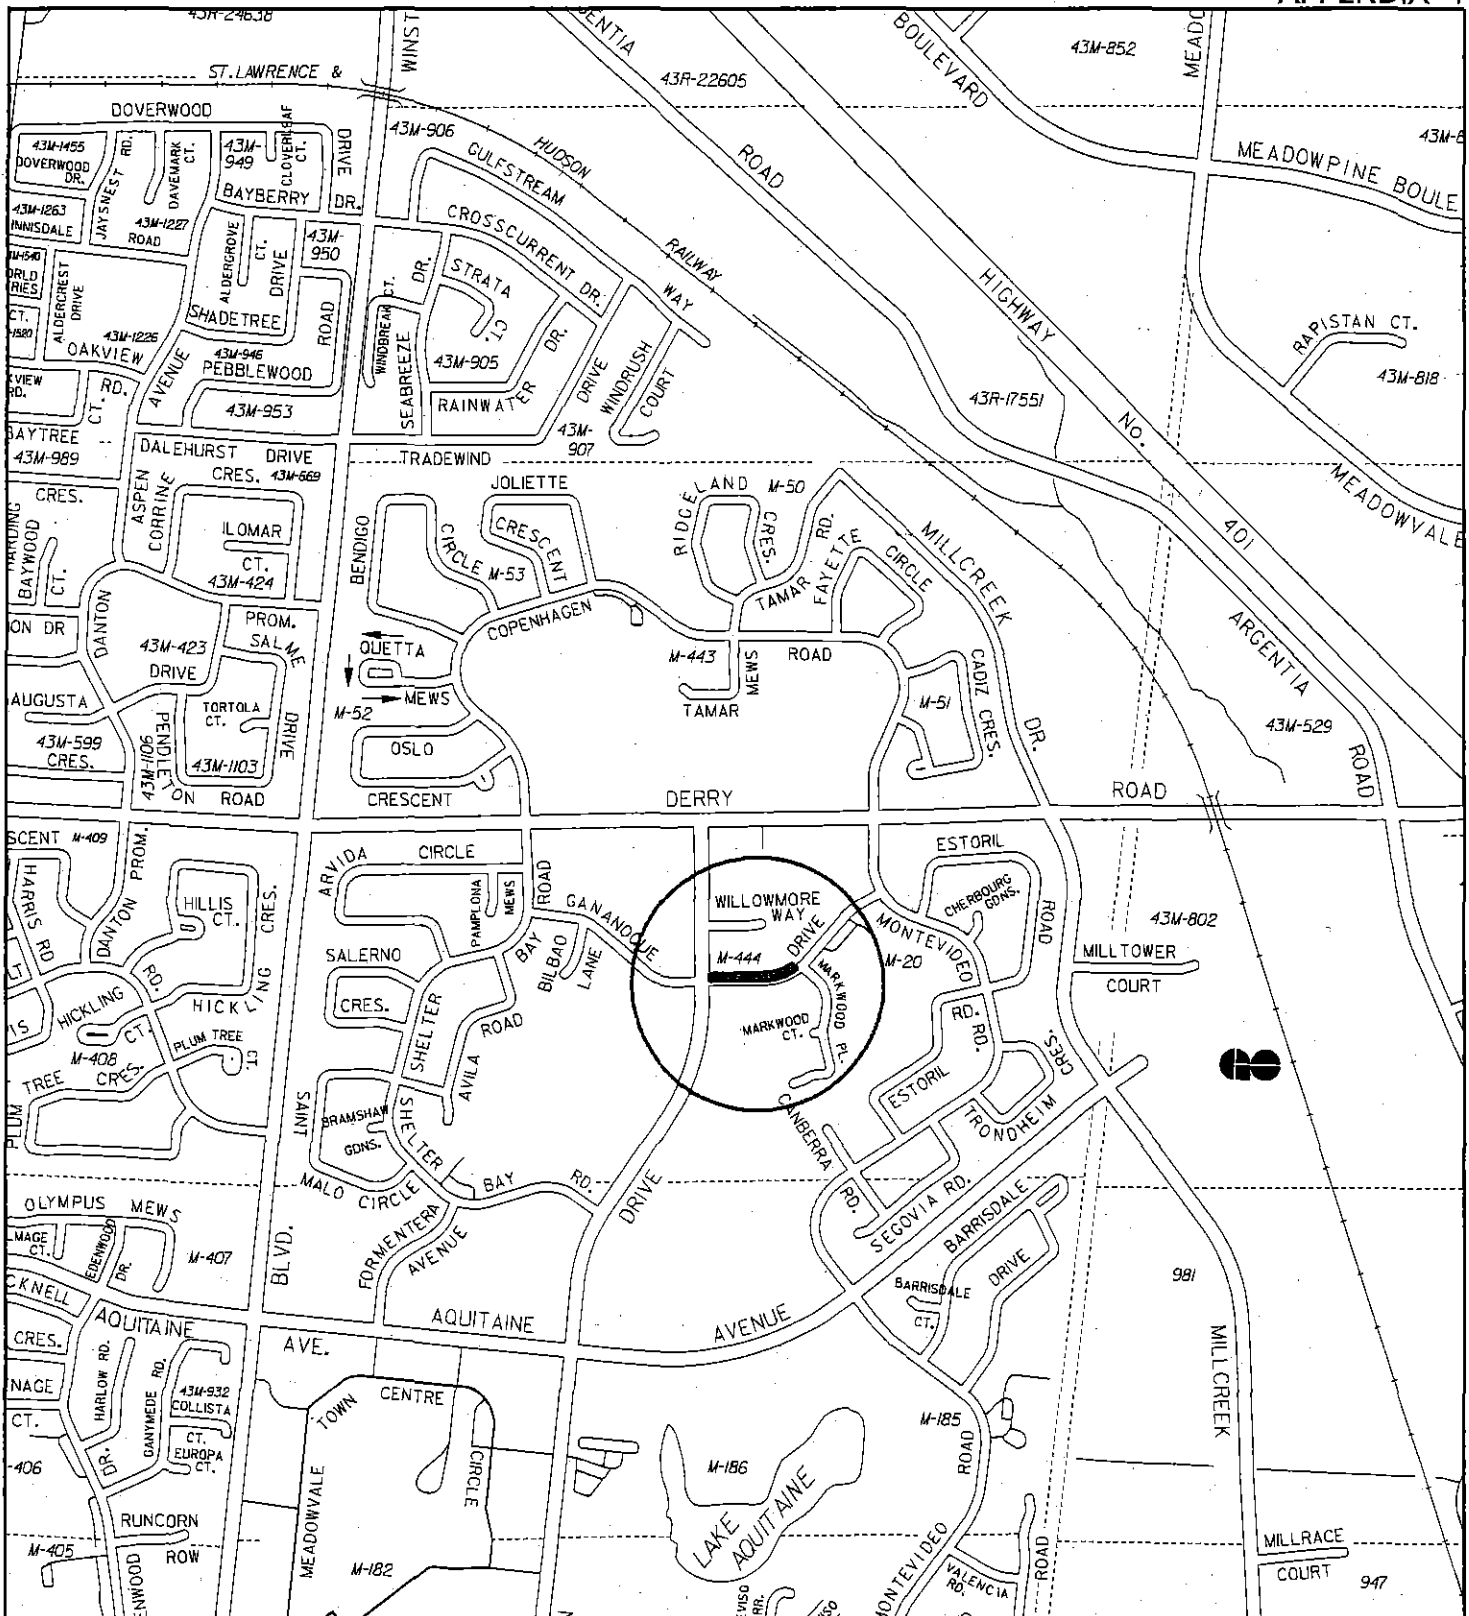 43R-24638
ST.LAWRENCE &
HUDSON
RAILWAY
DOVERWOOD
DRIVE
43M-1455
DOVERWOOD
DR.
JAYSNEST
RD.
DAVEMARK
CT.
43M-
949
CLOVERLEAF
CT.
BAYBERRY
DR.
43M-1263
INNISDALE
43M-1227
ROAD
ALDERGROVE
CT.
DRIVE
43M-
950
ALDERCREST
DRIVE
SHADETREE
ROAD
43M-1226
OAKVIEW
RD.
AVENUE
43M-946
PEBBLEWOOD
43M-953
CT.
BAYTREE
43M-989
DALEHURST DRIVE
CRES.
43M-669
43M-906
GULFSTREAM
WAY
CROSSCURRENT DR.
STRATA
CT.
DR.
SEABREEZE
WINDBREAK CT.
43M-905
RAINWATER
DR.
DRIVE
WINDRUSH
COURT
43M-
907
TRADEWIND
43R-22605
ROAD
BOULEVARD
43M-852
MEADOWPINE BOULE
HIGHWAY
NO.
401
43R-17551
RAPISTAN CT.
43M-818
MEADOWVALE
ARGENTIA
ROAD
43M-529
CRES.
BAYWOOD
CT.
ASPEN
CORRINE
ILOMAR
CT.
43M-424
DANTON
PROM.
SALME
DRIVE
43M-423
DRIVE
AUGUSTA
43M-599
CRES.
TORTOLA
CT.
PENDLETON
43M-1106
43M-1103
ROAD
BENDIGO
CIRCLE
M-53
JOLIETTE
CRESCENT
COPENHAGEN
ROAD
RIDGELAND
CRES.
M-50
TAMAR
RD.
FAYETTE
CIRCLE
MILLCREEK
DR.
QUETTA
MEWS
M-52
OSLO
CRESCENT
M-443
TAMAR
MEWS
M-51
CADIZ
CRES.
DERRY
ROAD
M-409
HARRIS RD
DANTON PROM.
HILLIS
CT.
CRES.
HICKLING
RD.
HICKLING
CT.
M-408
PLUM TREE
CT.
PLUM
TREE
CRES.
ARVIDA
CIRCLE
PAMPLONA
MEWS
ROAD
GANANOQUE
DRIVE
BAY
BILBAO
LANE
SALERNO
CRES.
SHELTER
AVILA
ROAD
SAINT
MALO CIRCLE
BRAMSHAW
GDNS.
SHELTER
BAY
RD.
FORMENTERA
AVENUE
WILLOWMORE
WAY
M-444
MARKWOOD
PL.
MARKWOOD
CT.
M-20
MONTEVIDEO
RD.
ESTORIL
ROAD
CHERBOURG
GDNS.
43M-802
MILLTOWER
COURT
GO
ESTORIL
RD.
CRES.
TRONDHEIM
CANBERRA
RD.
SEGOVIA RD.
BARRISDALE
DRIVE
BARRISDALE
CT.
981
MILLCREEK
DRIVE
OLYMPUS
MEWS
EDENWOOD
DR.
M-407
BLVD.
AQUITAINE
AVE.
AQUITAINE
AVENUE
CRES.
HARLOW RD.
GANYMEDE
RD.
43M-932
COLLISTA
CT.
EUROPA
CT.
DR.
RUNCORN
ROW
M-405
TOWN
CENTRE
CIRCLE
MEADOWVALE
M-182
M-186
LAKE
AQUITAINE
M-185
ROAD
MONTEVIDEO
VALENCIA
RD.
ROAD
MILLRACE
COURT
947